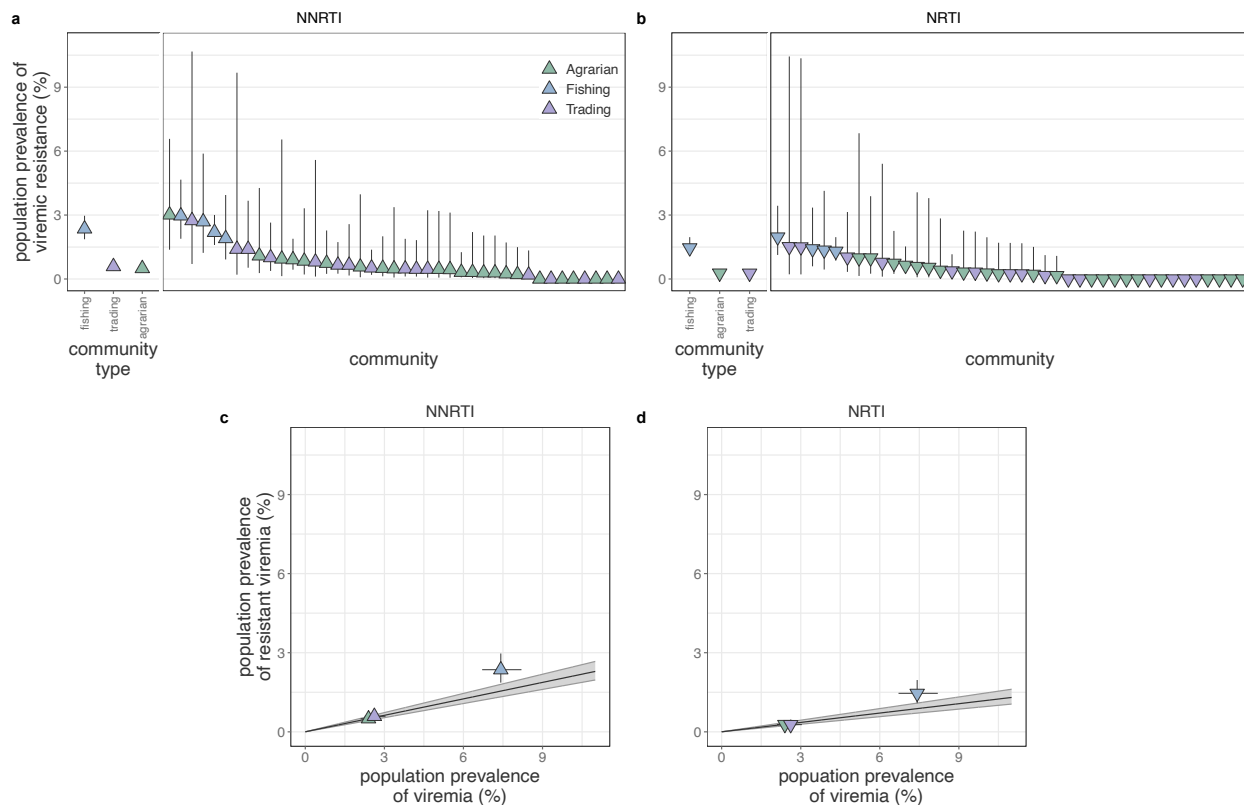 a
NNRTI
b
NRTI
population prevalence of
viremic resistance (%)
9
6
3
0
Agrarian
Fishing
Trading
fishing
trading
agrarian
community
type
community
9
6
3
0
fishing
agrarian
trading
community
type
community
c
NNRTI
d
NRTI
population prevalence
of resistant viremia (%)
9
6
3
0
0 3 6 9
population prevalence
of viremia (%)
9
6
3
0
0 3 6 9
popuation prevalence
of viremia (%)